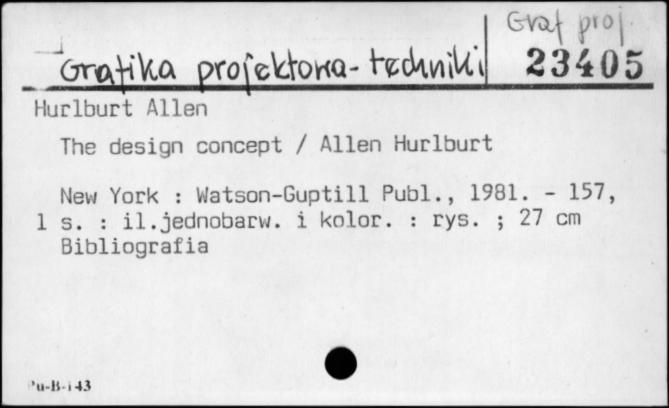 Graf proj.
Grafika projektowa - techniki 23405
Hurlburt Allen
The design concept / Allen Hurlburt
New York : Watson-Guptill Publ., 1981. - 157,
1 s. : il.jednobarw. i kolor. : rys. ; 27 cm
Bibliografia
Pu-B-143